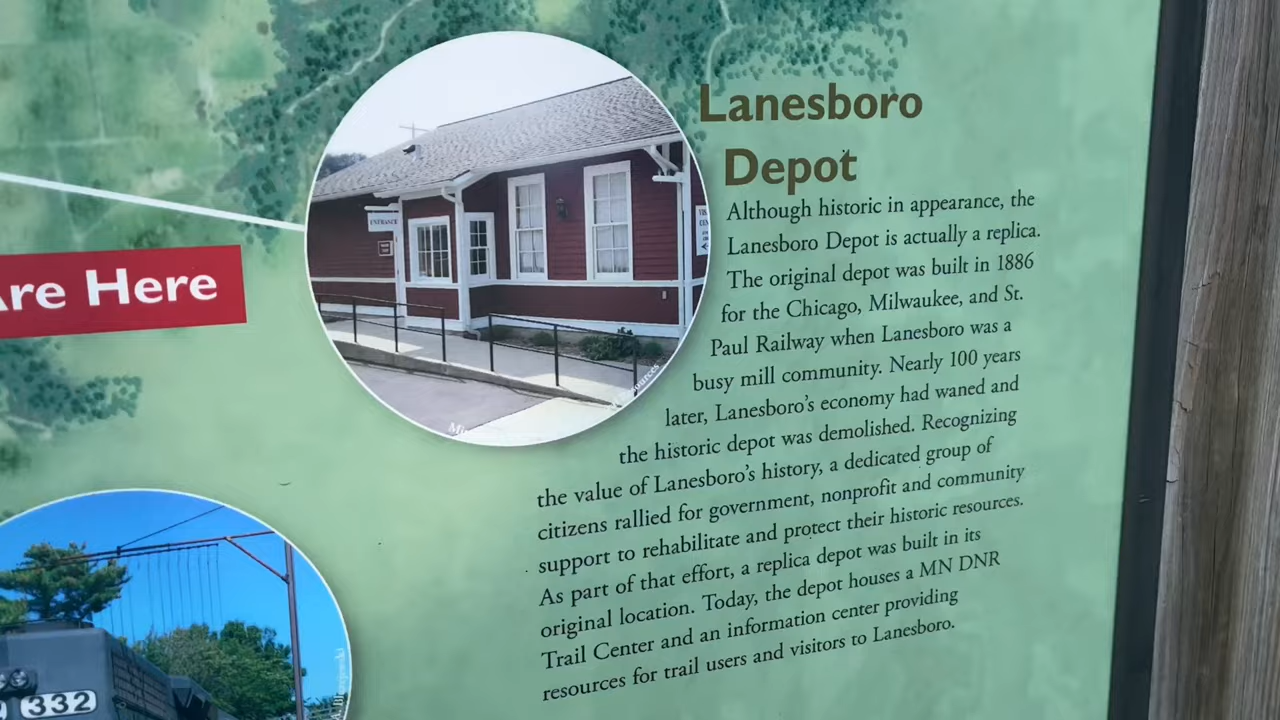 Lanesboro
Depot
Although historic in appearance, the
Lanesboro Depot is actually a replica.
The original depot was built in 1886
for the Chicago, Milwaukee, and St.
Paul Railway when Lanesboro was a
busy mill community. Nearly 100 years
later, Lanesboro's economy had waned and
the historic depot was demolished. Recognizing
the value of Lanesboro's history, a dedicated group of
citizens rallied for government, nonprofit and community
support to rehabilitate and protect their historic resources.
As part of that effort, a replica depot was built in its
original location. Today, the depot houses a MN DNR
Trail Center and an information center providing
resources for trail users and visitors to Lanesboro.
Are Here
ENTRANCE
332